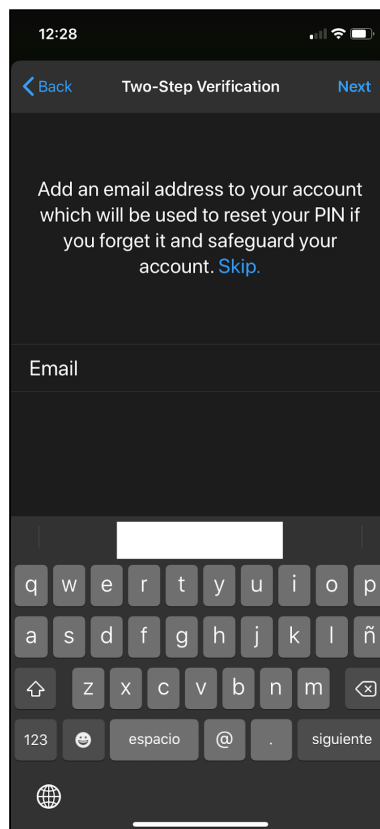 12:28
Back Two-Step Verification Next
Add an email address to your account
which will be used to reset your PIN if
you forget it and safeguard your
account. Skip.
Email
q w e r t y u i o p
a s d f g h j k l ñ
z x c v b n m
123 espacio @ . siguiente